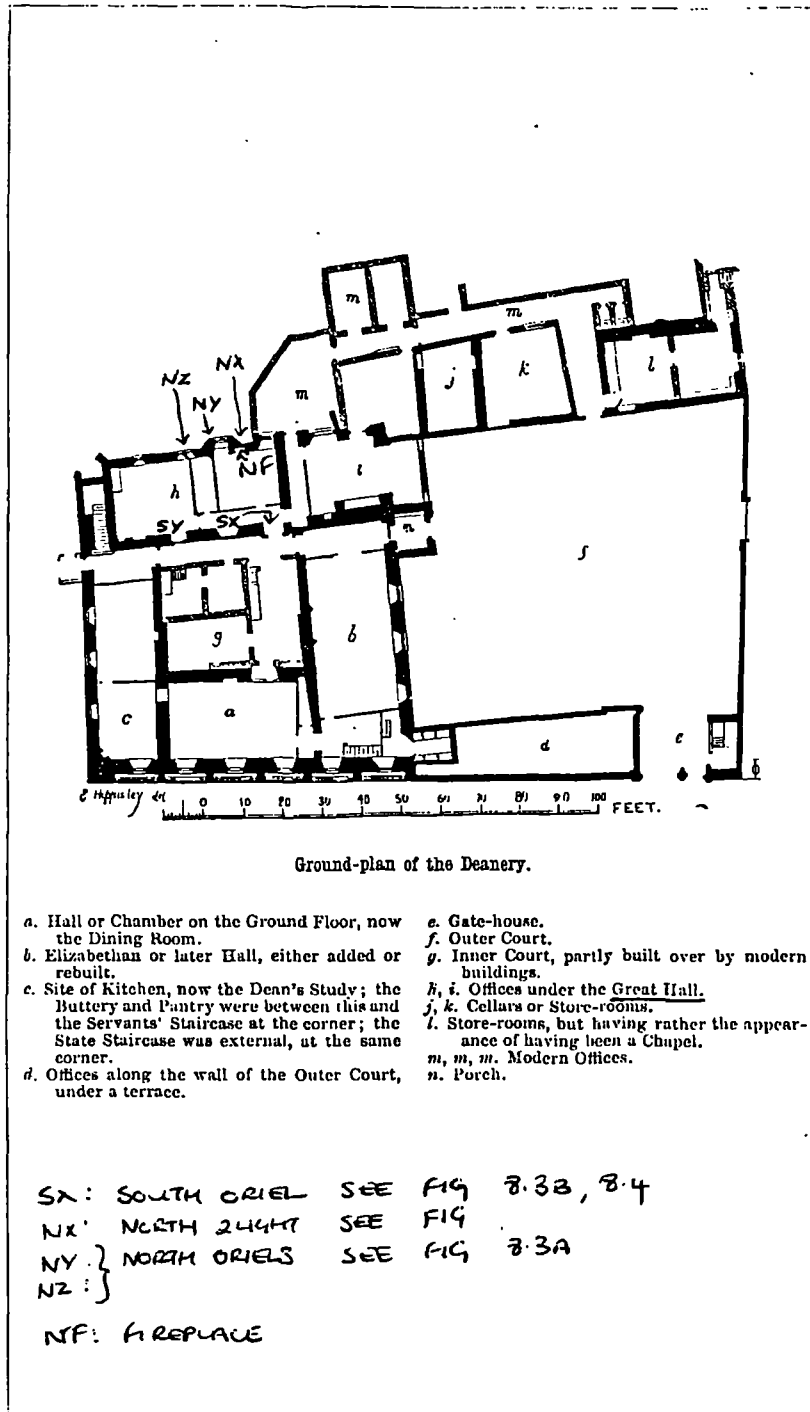 m
m
NX
NZ
NY
m
j
k
l
NF
h
i
SY
SX
n
f
g
b
c
a
d
e
E Hippisley del
0 10 20 30 40 50 60 70 80 90 100 FEET.
Ground-plan of the Deanery.
a. Hall or Chamber on the Ground Floor, now
the Dining Room.
b. Elizabethan or later Hall, either added or
rebuilt.
c. Site of Kitchen, now the Dean's Study; the
Buttery and Pantry were between this and
the Servants' Staircase at the corner; the
State Staircase was external, at the same
corner.
d. Offices along the wall of the Outer Court,
under a terrace.
e. Gate-house.
f. Outer Court.
g. Inner Court, partly built over by modern
buildings.
h, i. Offices under the Great Hall.
j, k. Cellars or Store-rooms.
l. Store-rooms, but having rather the appear-
ance of having been a Chapel.
m, m, m. Modern Offices.
n. Porch.
SX: SOUTH ORIEL SEE FIG 8.3B, 8.4
NX: NORTH 2 LIGHT SEE FIG
NY:} NORTH ORIELS SEE FIG 8.3A
NZ:}
NF: FIREPLACE